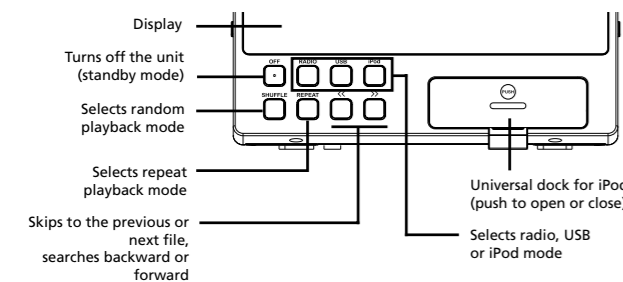 Display
Turns off the unit
(standby mode)
OFF
RADIO
USB
iPod
SHUFFLE
REPEAT
<<
>>
PUSH
Selects random
playback mode
Selects repeat
playback mode
Skips to the previous or
next file,
searches backward or
forward
Universal dock for iPod
(push to open or close)
Selects radio, USB
or iPod mode